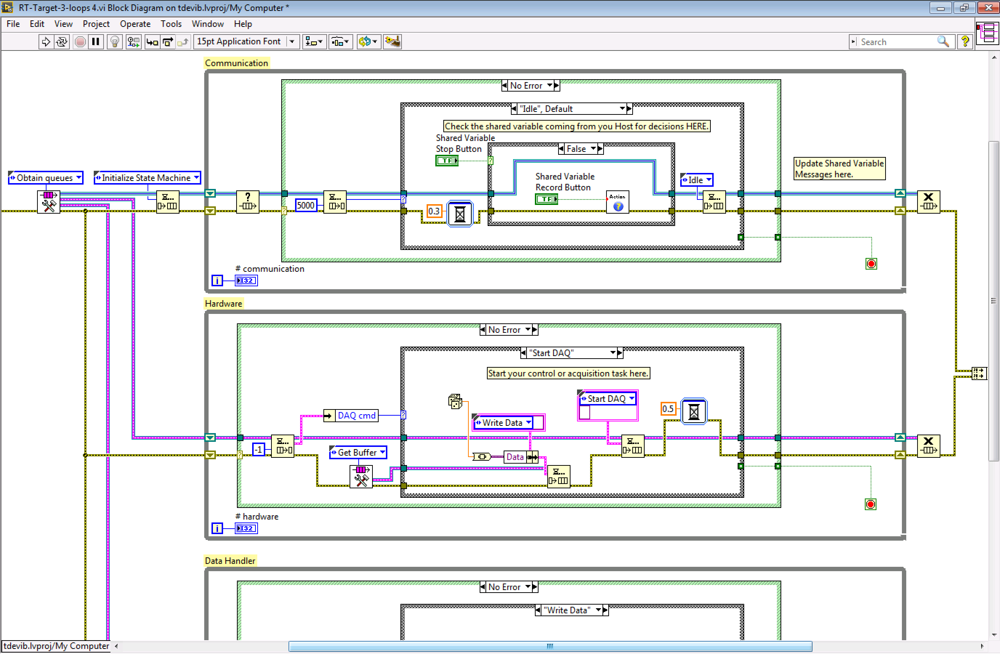 RT-Target-3-loops 4.vi Block Diagram on tdevib.lvproj/My Computer *
File Edit View Project Operate Tools Window Help
15pt Application Font
Search
Communication
No Error
"Idle", Default
Check the shared variable coming from you Host for decisions HERE.
Shared Variable
Stop Button
TF
False
Update Shared Variable
Messages here.
Obtain queues
Initialize State Machine
Shared Variable
Record Button
TF
Action
Idle
5000
0.3
# communication
i
I32
Hardware
No Error
"Start DAQ"
Start your control or acquisition task here.
Start DAQ
0.5
DAQ cmd
Write Data
-1
Get Buffer
Data
# hardware
i
I32
Data Handler
No Error
"Write Data"
tdevib.lvproj/My Computer